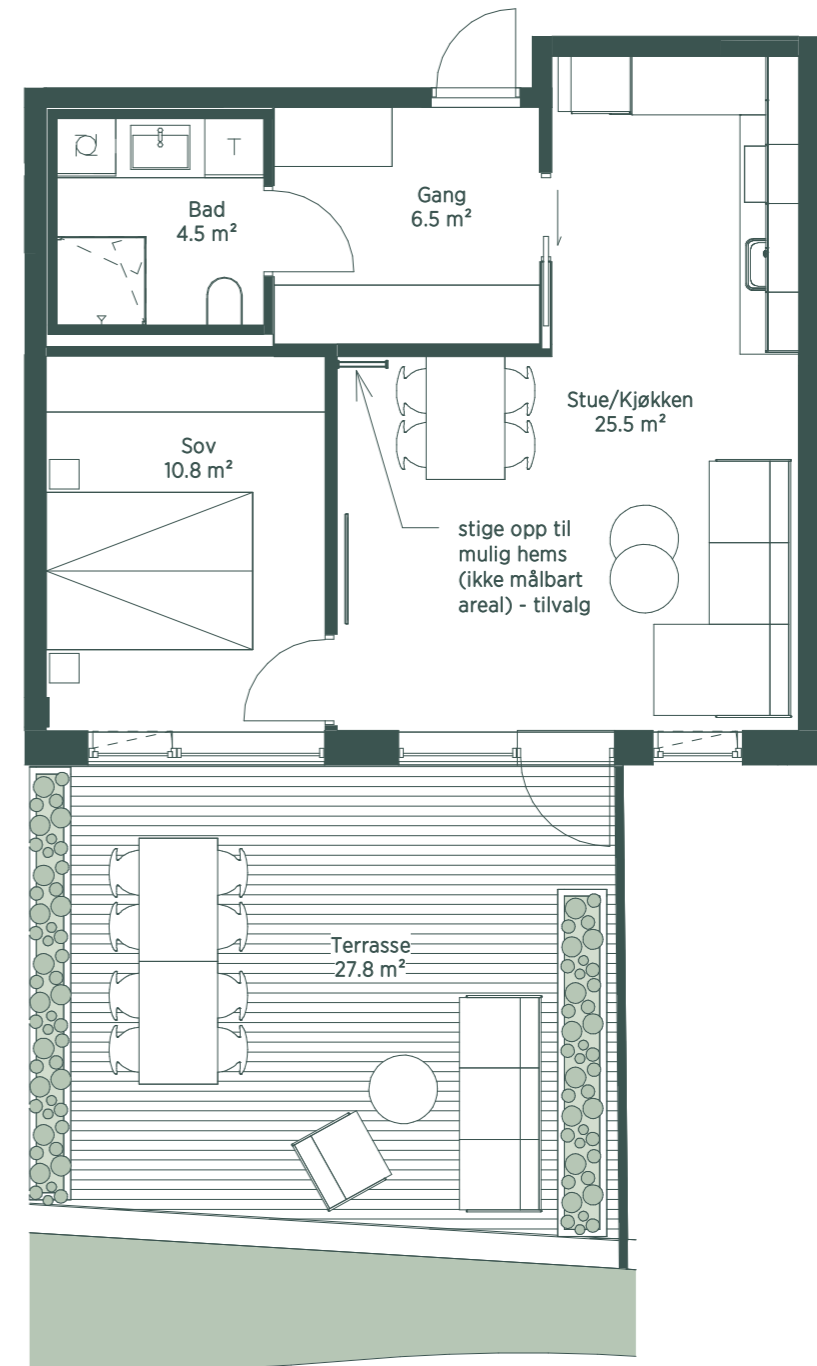 Bad
4.5 m²
Gang
6.5 m²
T
Stue/Kjøkken
25.5 m²
Sov
10.8 m²
stige opp til
mulig hems
(ikke målbart
areal) - tilvalg
Terrasse
27.8 m²